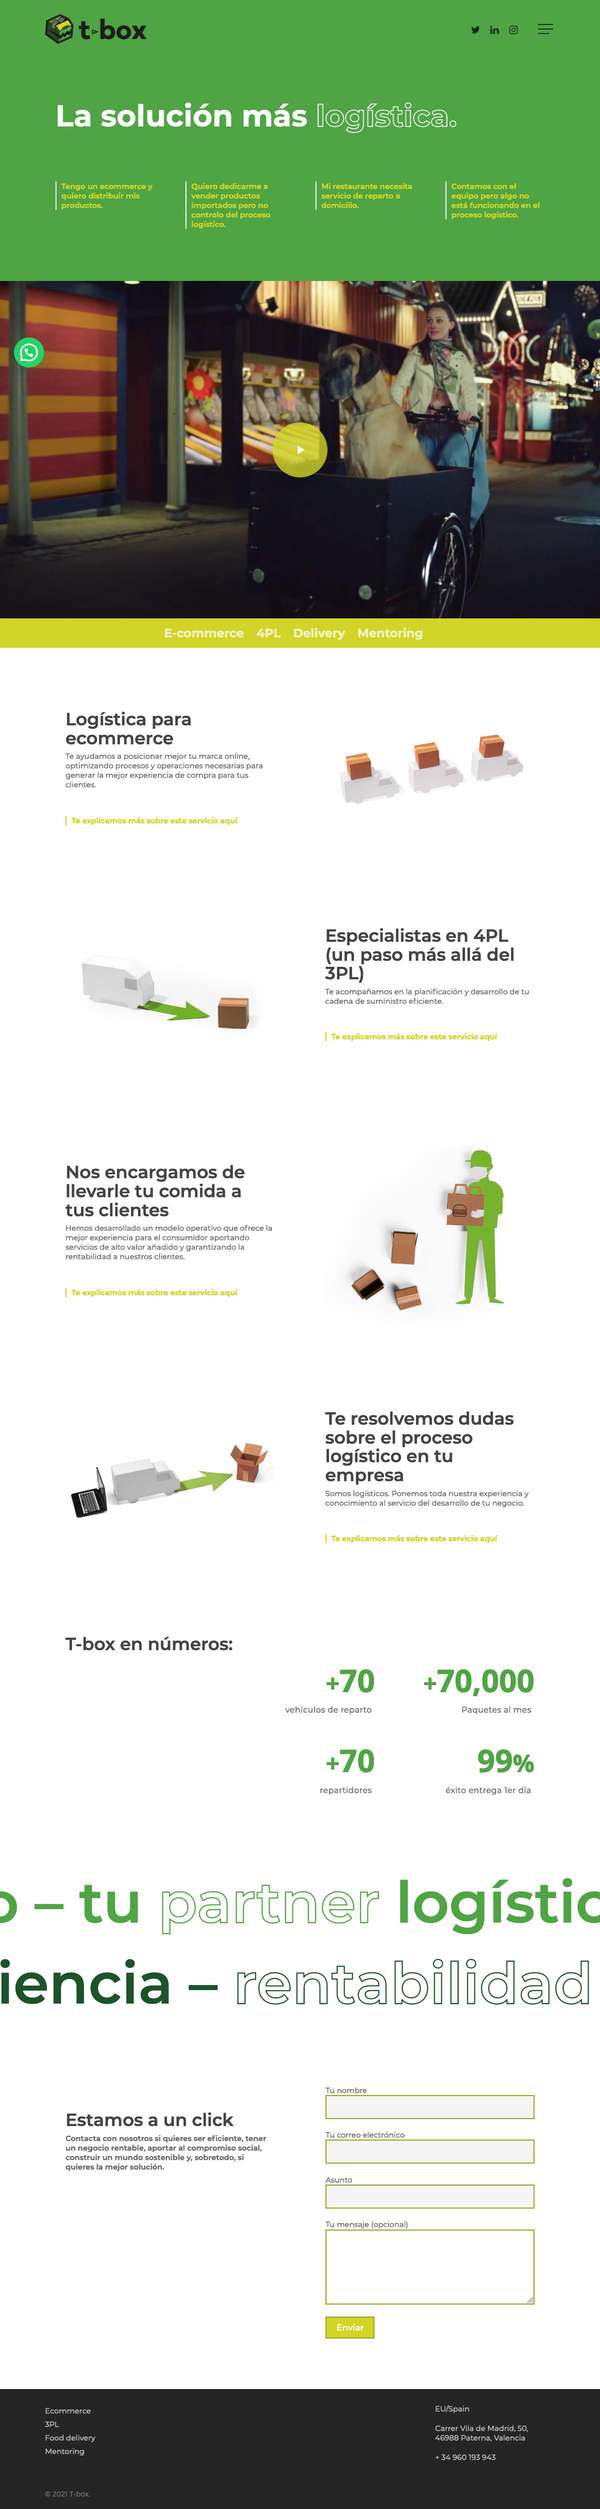 t-box
La solución más logística.
Tengo un ecommerce y
quiero distribuir mis
productos.
Quiero dedicarme a
vender productos
importados pero no
controlo del proceso
logístico.
Mi restaurante necesita
servicio de reparto a
domicilio.
Contamos con el
equipo pero algo no
está funcionando en el
proceso logístico.
E-commerce 4PL Delivery Mentoring
Logística para
ecommerce
Te ayudamos a posicionar mejor tu marca online,
optimizando procesos y operaciones necesarias para
generar la mejor experiencia de compra para tus
clientes.
Te explicamos más sobre este servicio aquí
Especialistas en 4PL
(un paso más allá del
3PL)
Te acompañamos en la planificación y desarrollo de tu
cadena de suministro eficiente.
Te explicamos más sobre este servicio aquí
Nos encargamos de
llevarle tu comida a
tus clientes
Hemos desarrollado un modelo operativo que ofrece la
mejor experiencia para el consumidor aportando
servicios de alto valor añadido y garantizando la
rentabilidad a nuestros clientes.
Te explicamos más sobre este servicio aquí
Te resolvemos dudas
sobre el proceso
logístico en tu
empresa
Somos logísticos. Ponemos toda nuestra experiencia y
conocimiento al servicio del desarollo de tu negocio.
Te explicamos más sobre este servicio aquí
T-box en números:
+70
vehículos de reparto
+70,000
Paquetes al mes
+70
repartidores
99%
éxito entrega 1er día
o – tu partner logístic
iencia – rentabilidad
Estamos a un click
Contacta con nosotros si quieres ser eficiente, tener
un negocio rentable, aportar al compromiso social,
construir un mundo sostenible y, sobretodo, si
quieres la mejor solución.
Tu nombre
Tu correo electrónico
Asunto
Tu mensaje (opcional)
Enviar
Ecommerce
3PL
Food delivery
Mentoring
EU/Spain
Carrer Vila de Madrid, 50,
46988 Paterna, Valencia
+ 34 960 193 943
© 2021 T-box.